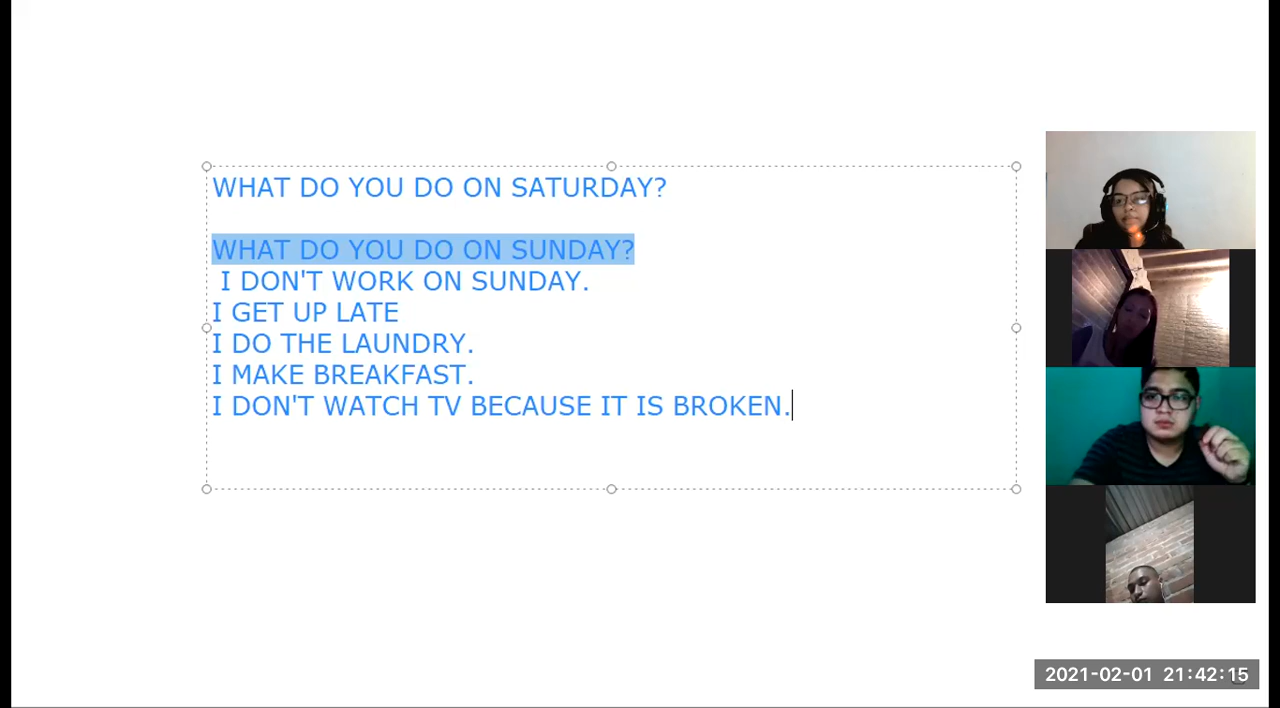 WHAT DO YOU DO ON SATURDAY?
WHAT DO YOU DO ON SUNDAY?
I DON'T WORK ON SUNDAY.
I GET UP LATE
I DO THE LAUNDRY.
I MAKE BREAKFAST.
I DON'T WATCH TV BECAUSE IT IS BROKEN.
2021-02-01 21:42:15